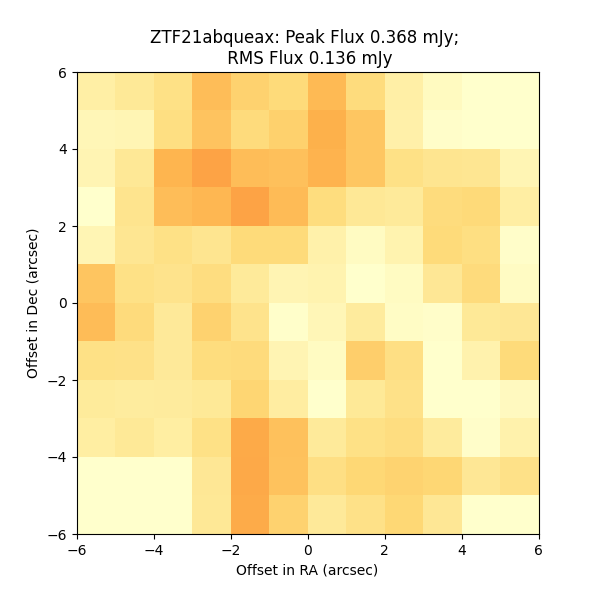 ZTF21abqueax: Peak Flux 0.368 mJy;
RMS Flux 0.136 mJy
6
4
2
0
−2
−4
−6
Offset in Dec (arcsec)
−6 −4 −2 0 2 4 6
Offset in RA (arcsec)